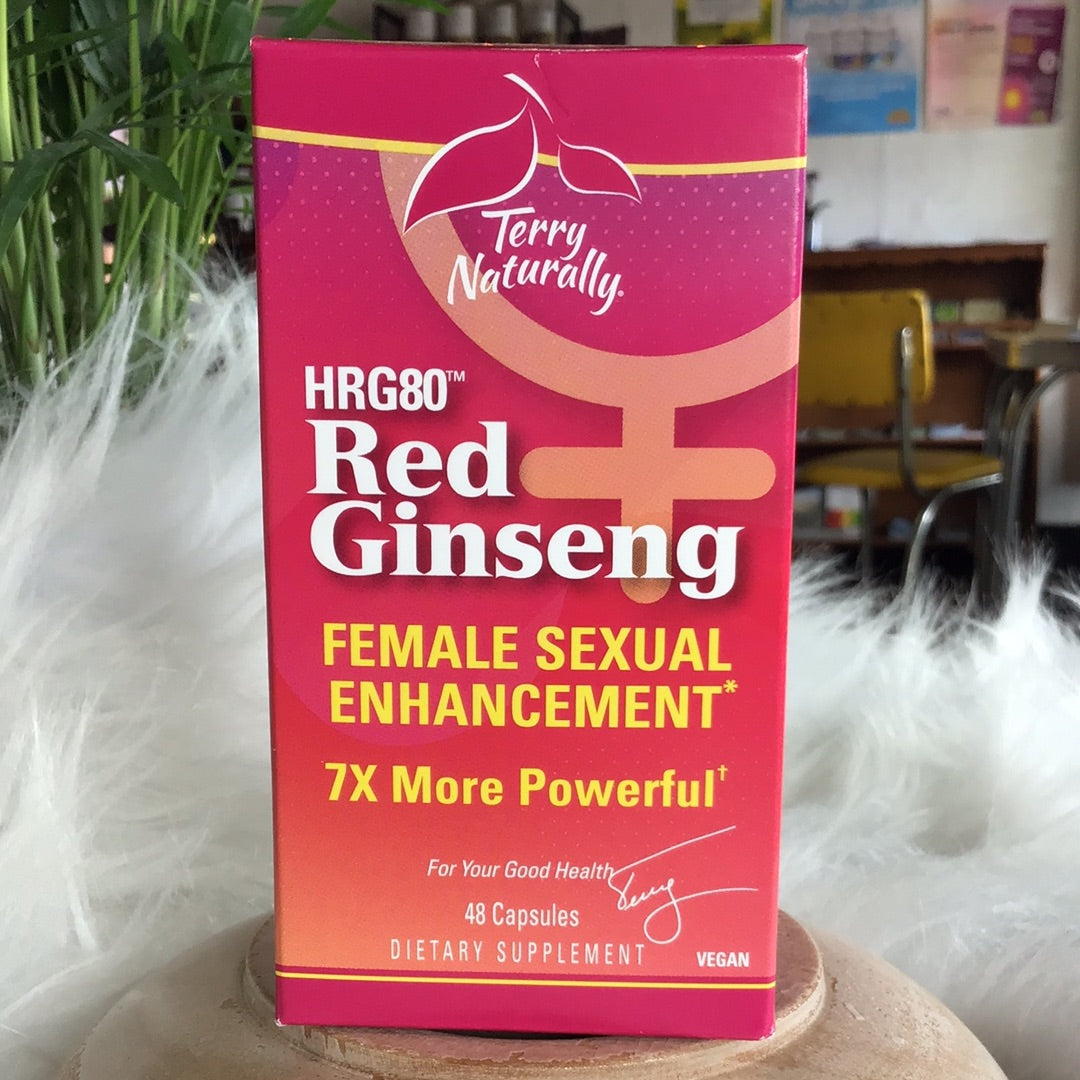 Terry
Naturally®
HRG80™
Red
Ginseng
FEMALE SEXUAL
ENHANCEMENT*
7X More Powerful†
For Your Good Health,
Terry
48 Capsules
DIETARY SUPPLEMENT
VEGAN